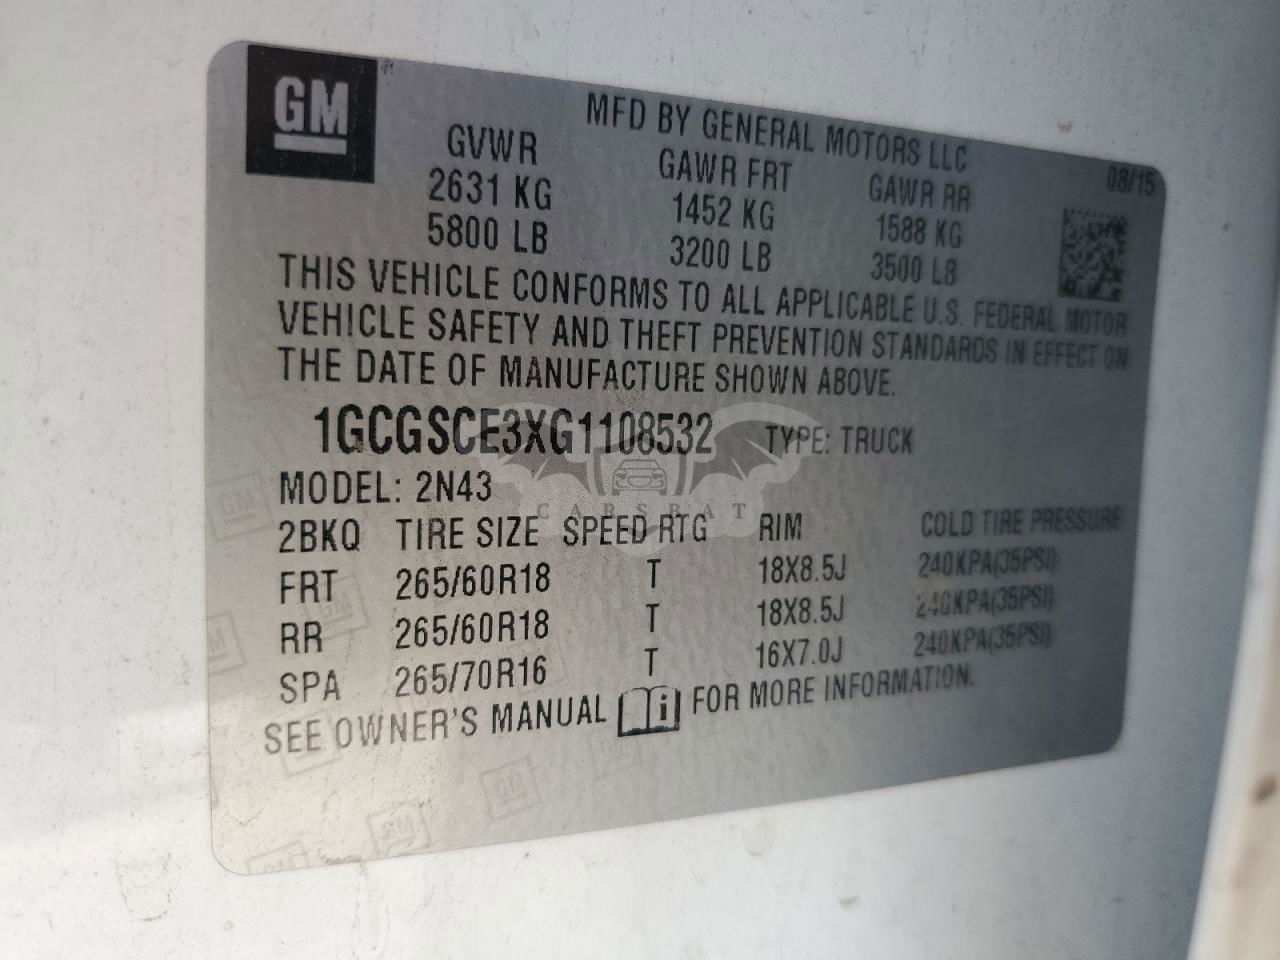 GM
MFD BY GENERAL MOTORS LLC
08/15
GVWR GAWR FRT GAWR RR
2631 KG 1452 KG 1588 KG
5800 LB 3200 LB 3500 LB
THIS VEHICLE CONFORMS TO ALL APPLICABLE U.S. FEDERAL MOTOR
VEHICLE SAFETY AND THEFT PREVENTION STANDARDS IN EFFECT ON
THE DATE OF MANUFACTURE SHOWN ABOVE.
1GCGSCE3XG1108532 TYPE: TRUCK
MODEL: 2N43
CARSBAT
2BKQ TIRE SIZE SPEED RTG RIM COLD TIRE PRESSURE
FRT 265/60R18 T 18X8.5J 240KPA(35PSI)
RR 265/60R18 T 18X8.5J 240KPA(35PSI)
SPA 265/70R16 T 16X7.0J 240KPA(35PSI)
SEE OWNER'S MANUAL i FOR MORE INFORMATION.